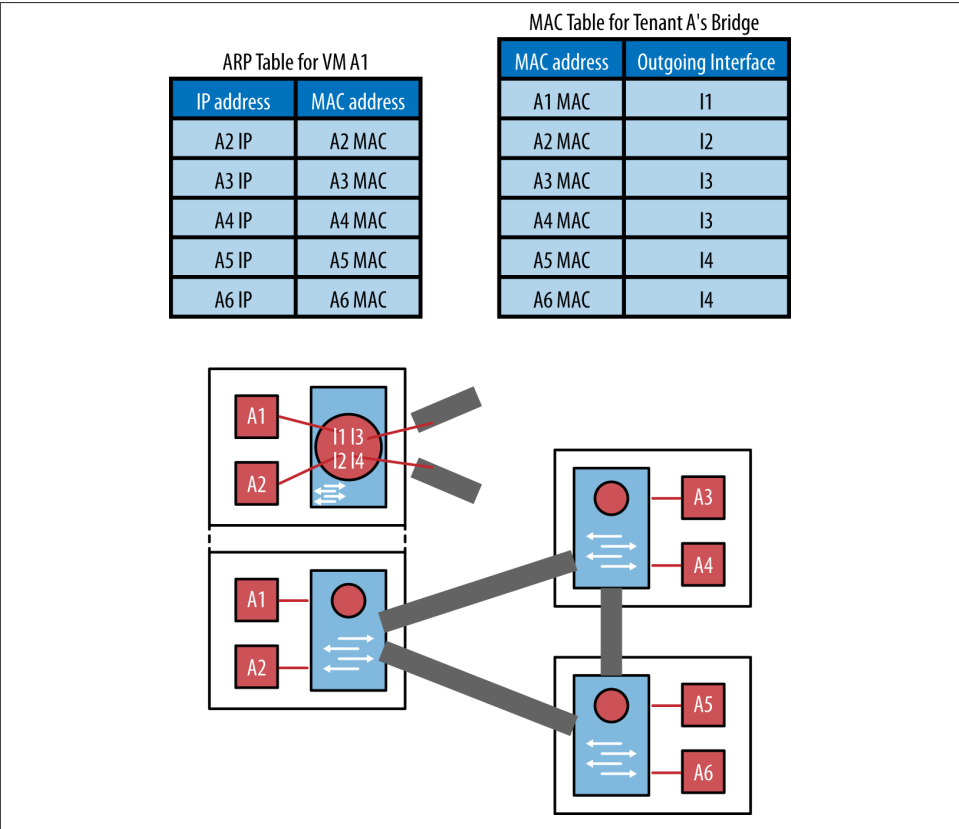 MAC Table for Tenant A's Bridge
ARP Table for VM A1
MAC address Outgoing Interface
IP address MAC address
A1 MAC I1
A2 IP A2 MAC
A2 MAC I2
A3 IP A3 MAC
A3 MAC I3
A4 IP A4 MAC
A4 MAC I3
A5 IP A5 MAC
A5 MAC I4
A6 IP A6 MAC
A6 MAC I4
A1
I1 I3
I2 I4
A2
A3
A4
A1
A2
A5
A6